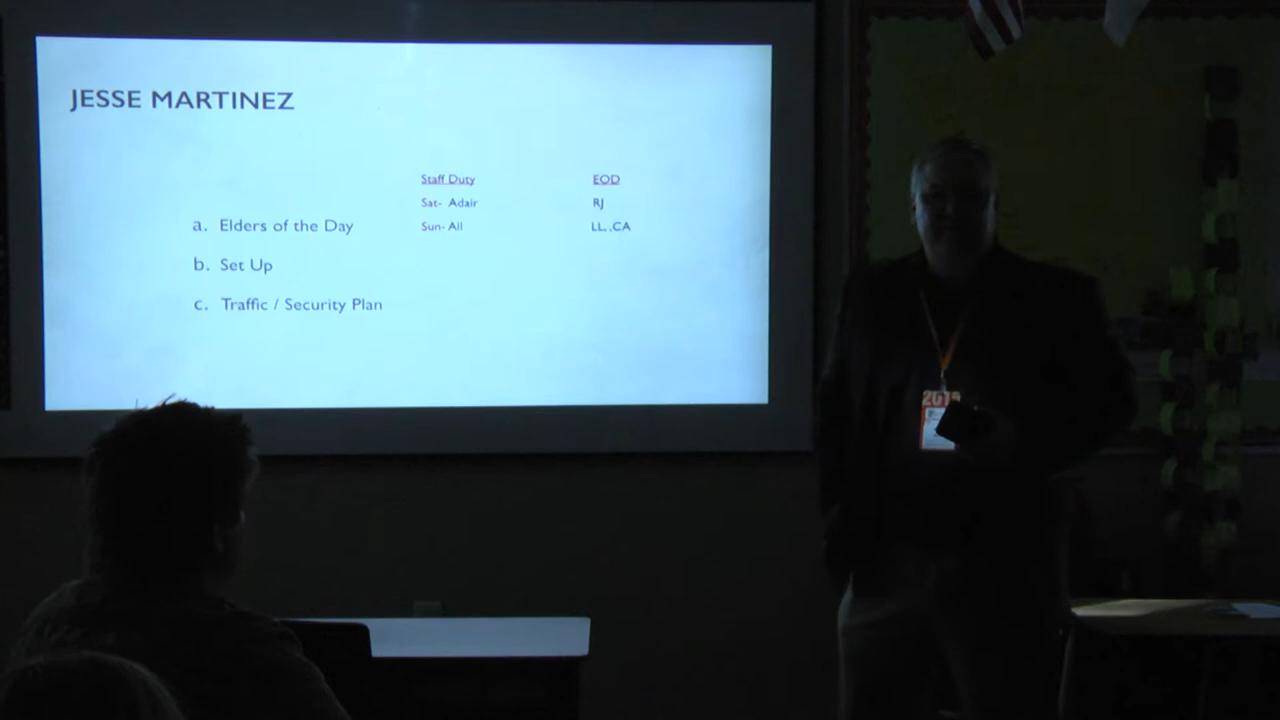 JESSE MARTINEZ
Staff Duty EOD
Sat- Adair RJ
a. Elders of the Day Sun- All LL, ,CA
b. Set Up
c. Traffic / Security Plan